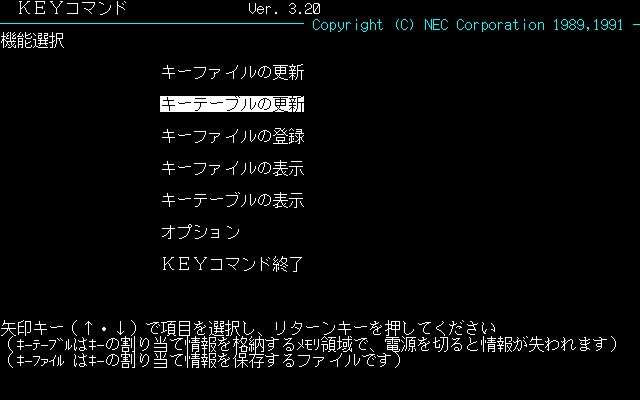 ＫＥＹコマンド Ver. 3.20
Copyright (C) NEC Corporation 1989,1991
機能選択
キーファイルの更新
キーテーブルの更新
キーファイルの登録
キーファイルの表示
キーテーブルの表示
オプション
ＫＥＹコマンド終了
矢印キー（↑・↓）で項目を選択し、リターンキーを押してください
（ｷｰﾃｰﾌﾞﾙはｷｰの割り当て情報を格納するﾒﾓﾘ領域で、電源を切ると情報が失われます）
（ｷｰﾌｧｲﾙ はｷｰの割り当て情報を保存するファイルです）